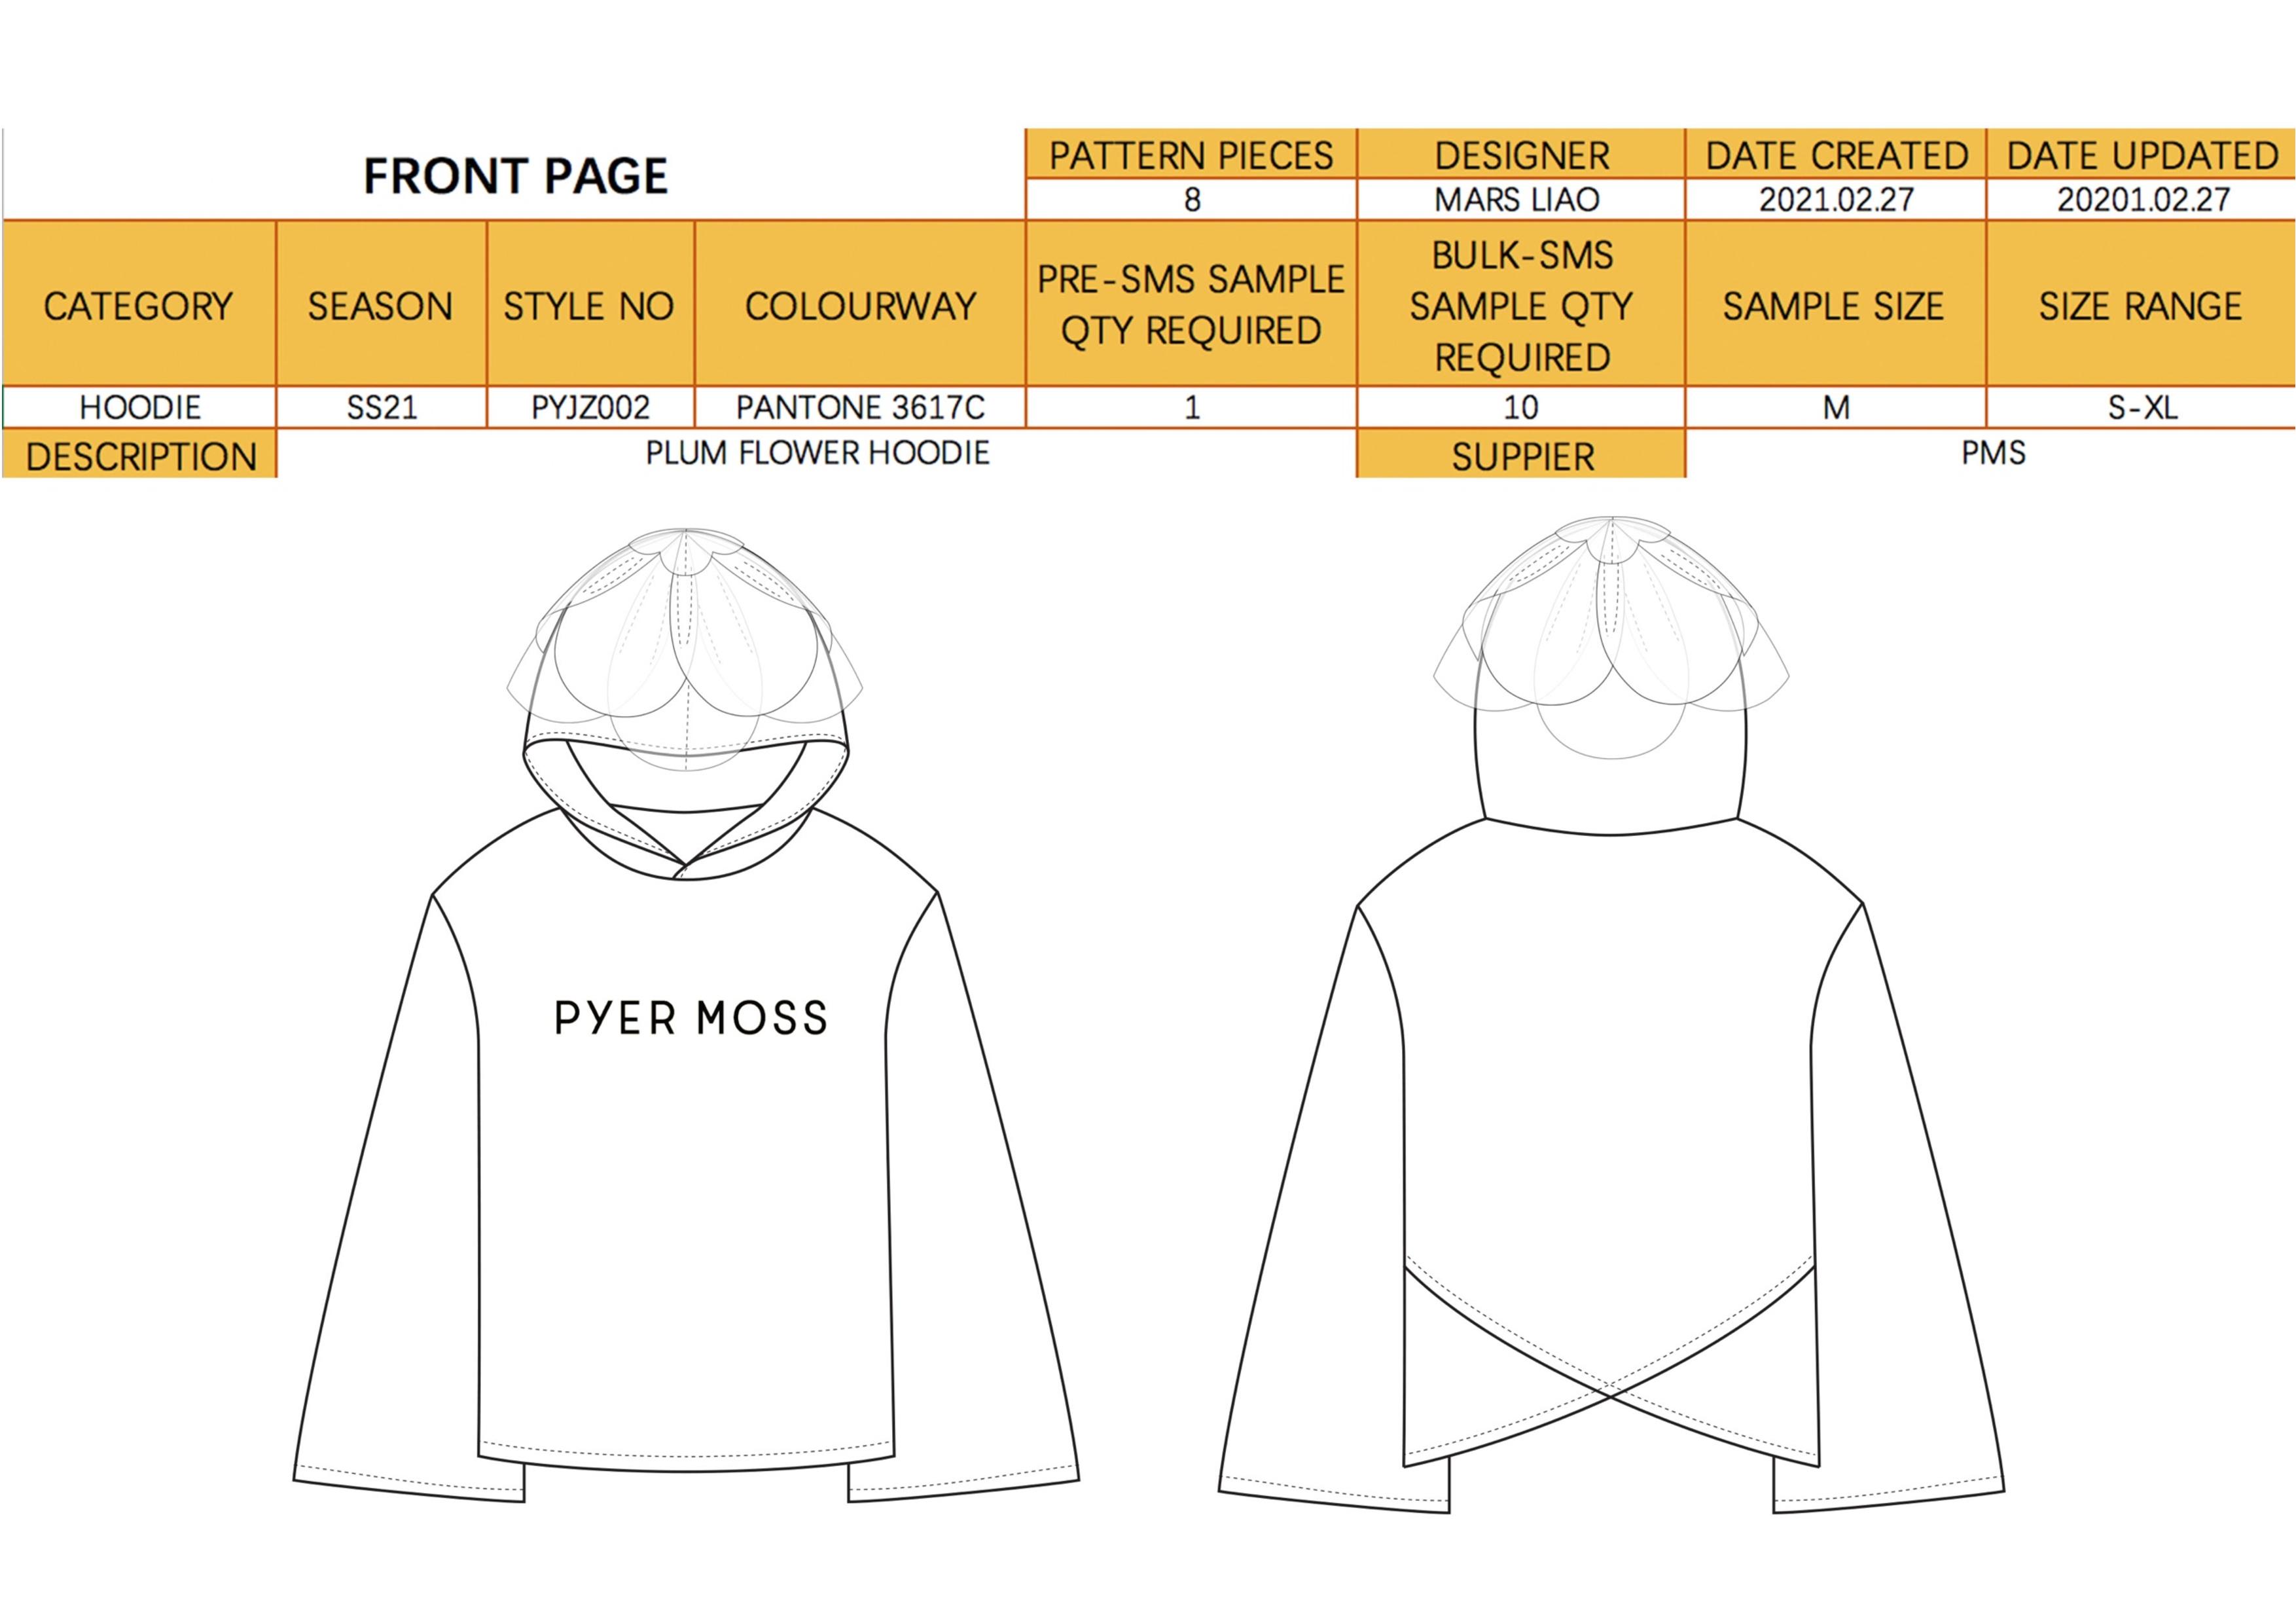 FRONT PAGE
PATTERN PIECES DESIGNER DATE CREATED DATE UPDATED
8 MARS LIAO 2021.02.27 20201.02.27
CATEGORY SEASON STYLE NO COLOURWAY PRE-SMS SAMPLE QTY REQUIRED BULK-SMS SAMPLE QTY REQUIRED SAMPLE SIZE SIZE RANGE
HOODIE SS21 PYJZ002 PANTONE 3617C 1 10 M S-XL
DESCRIPTION PLUM FLOWER HOODIE SUPPIER PMS
PYER MOSS